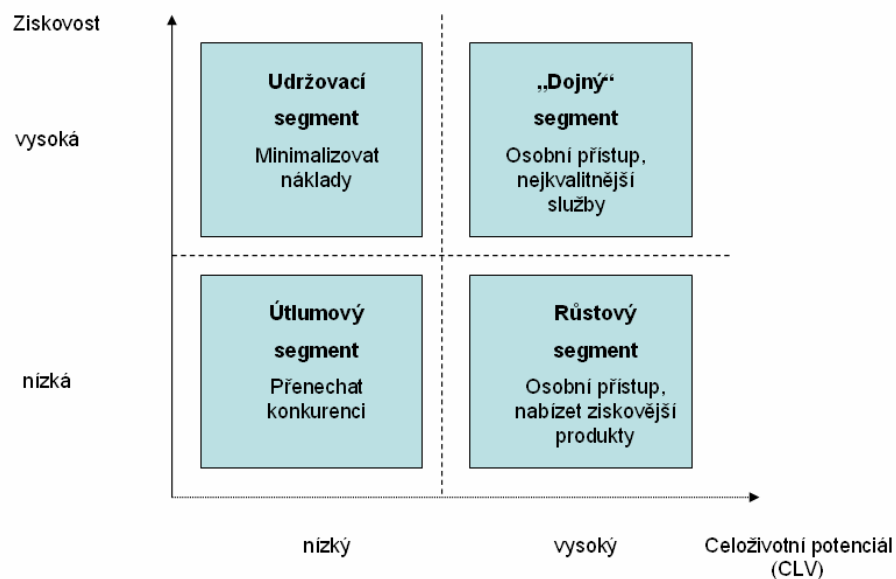 Ziskovost
vysoká
Udržovací
segment
Minimalizovat
náklady
„Dojný“
segment
Osobní přístup,
nejkvalitnější
služby
nízká
Útlumový
segment
Přenechat
konkurenci
Růstový
segment
Osobní přístup,
nabízet ziskovější
produkty
nízký
vysoký
Celoživotní potenciál
(CLV)